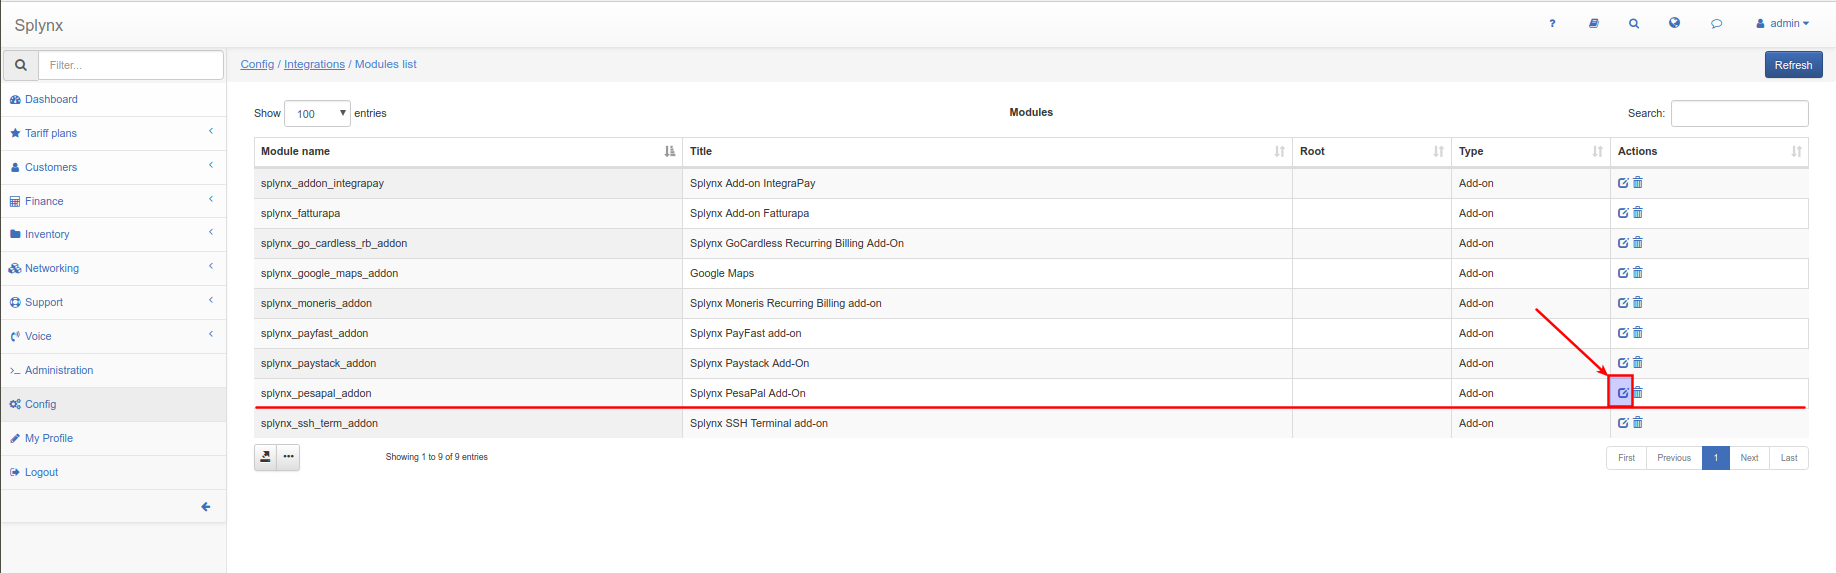 Splynx
? admin
Filter...
Config / Integrations / Modules list
Refresh
Dashboard
Tariff plans
Customers
Finance
Inventory
Networking
Support
Voice
Administration
Config
My Profile
Logout
Show 100 entries
Modules
Search:
Module name Title Root Type Actions
splynx_addon_integrapay Splynx Add-on IntegraPay Add-on
splynx_fatturapa Splynx Add-on Fatturapa Add-on
splynx_go_cardless_rb_addon Splynx GoCardless Recurring Billing Add-On Add-on
splynx_google_maps_addon Google Maps Add-on
splynx_moneris_addon Splynx Moneris Recurring Billing add-on Add-on
splynx_payfast_addon Splynx PayFast add-on Add-on
splynx_paystack_addon Splynx Paystack Add-On Add-on
splynx_pesapal_addon Splynx PesaPal Add-On Add-on
splynx_ssh_term_addon Splynx SSH Terminal add-on Add-on
Showing 1 to 9 of 9 entries
First Previous 1 Next Last